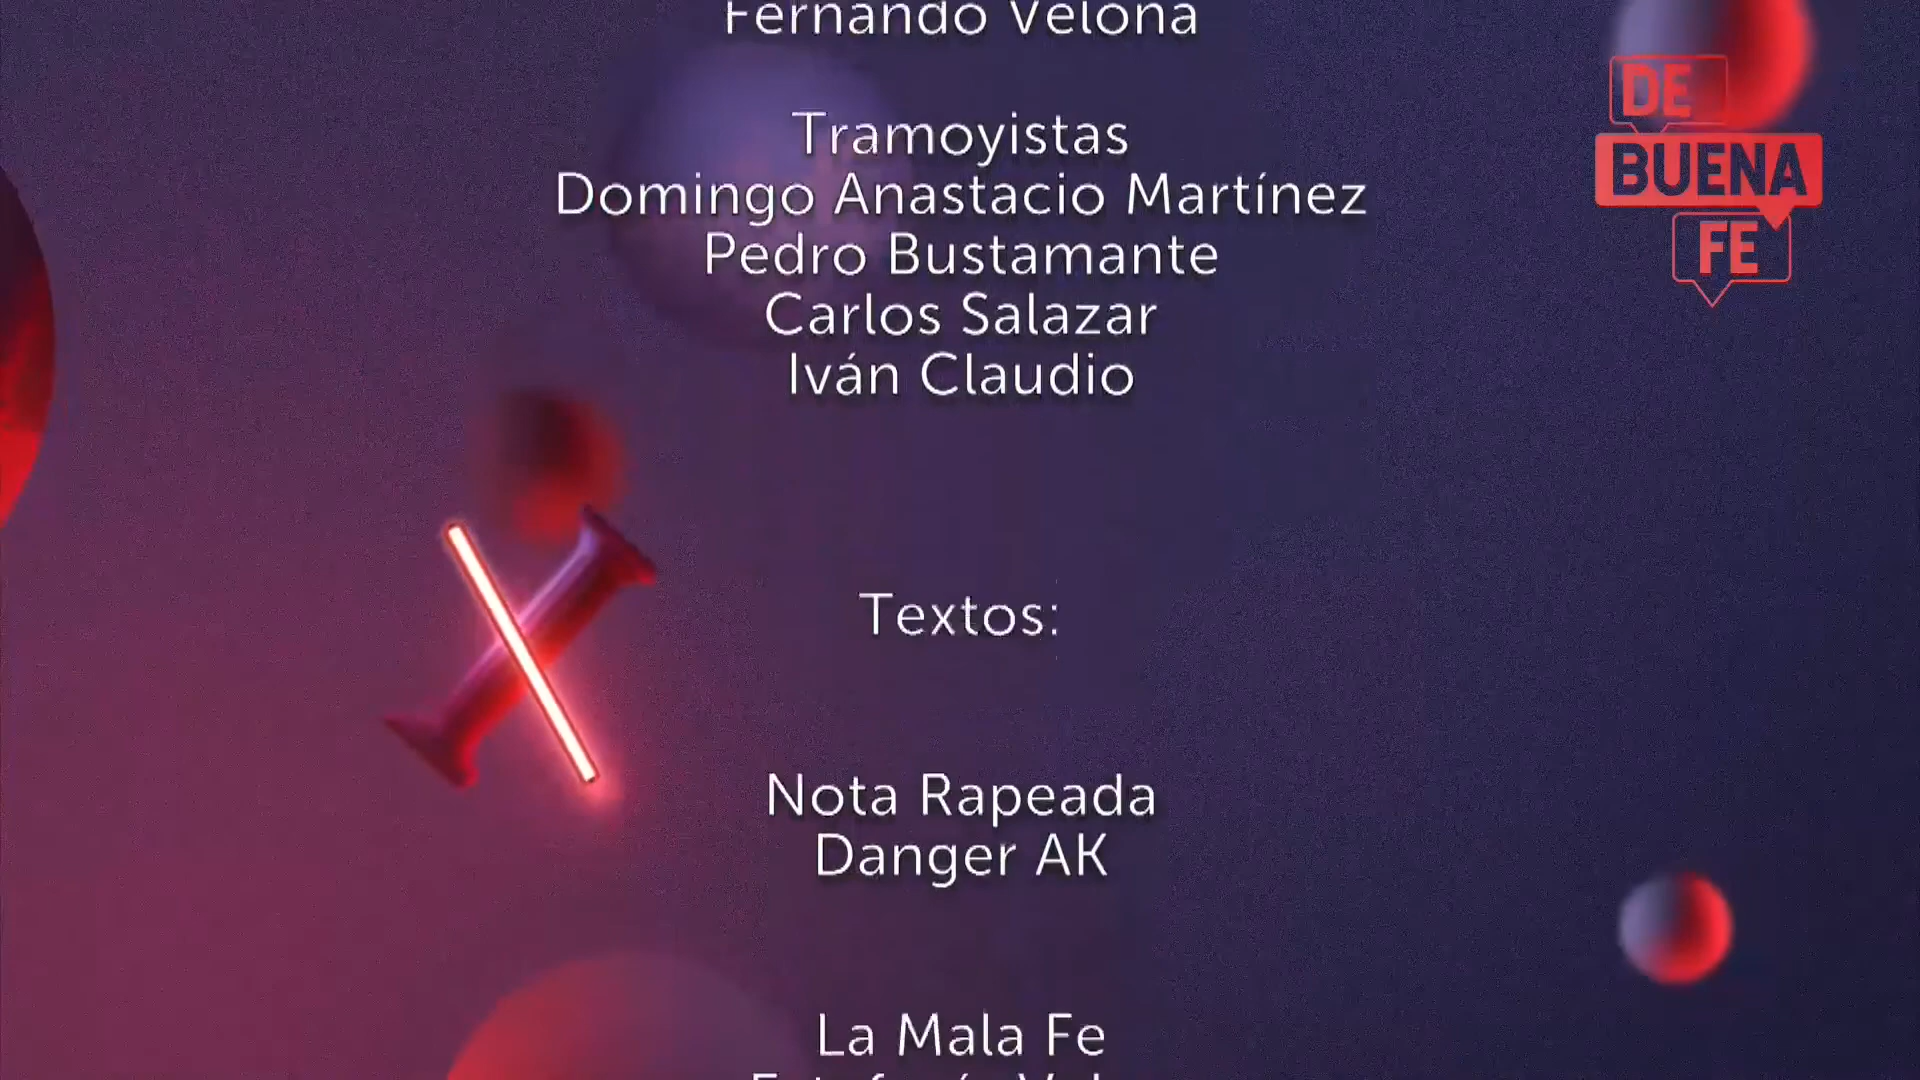 Fernando Velona
Tramoyistas
Domingo Anastacio Martínez
Pedro Bustamante
Carlos Salazar
Iván Claudio
Textos:
Nota Rapeada
Danger AK
La Mala Fe
DE
BUENA
FE